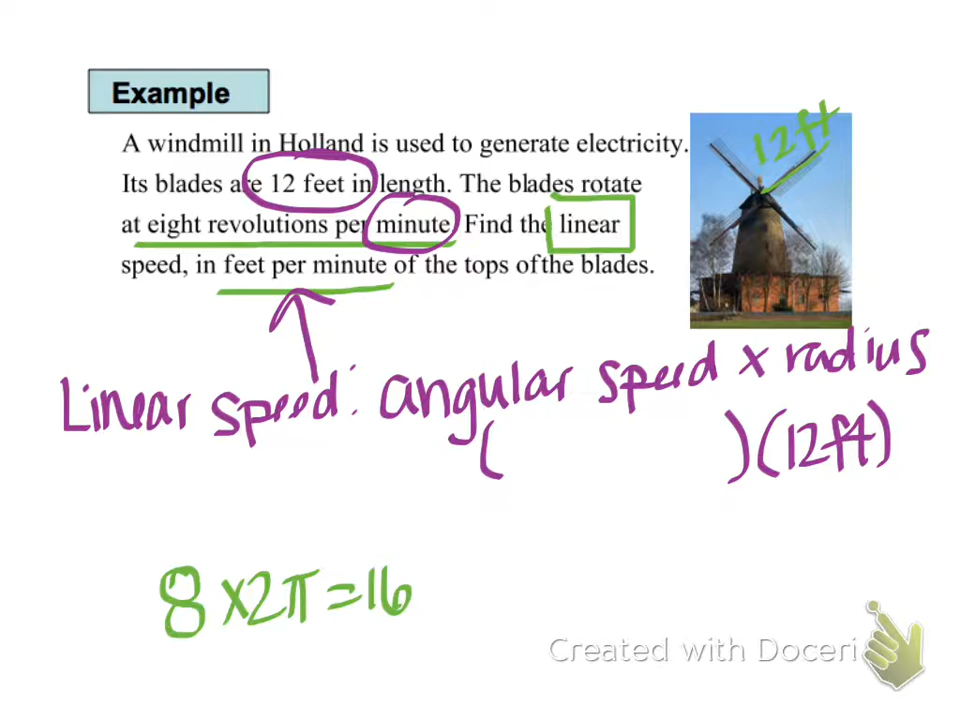 Example
A windmill in Holland is used to generate electricity.
12ft
Its blades are 12 feet in length. The blades rotate
at eight revolutions per minute. Find the linear
speed, in feet per minute of the tops of the blades.
Linear speed: angular speed x radius
( ) (12ft)
8 x2π =16
Created with Doceri